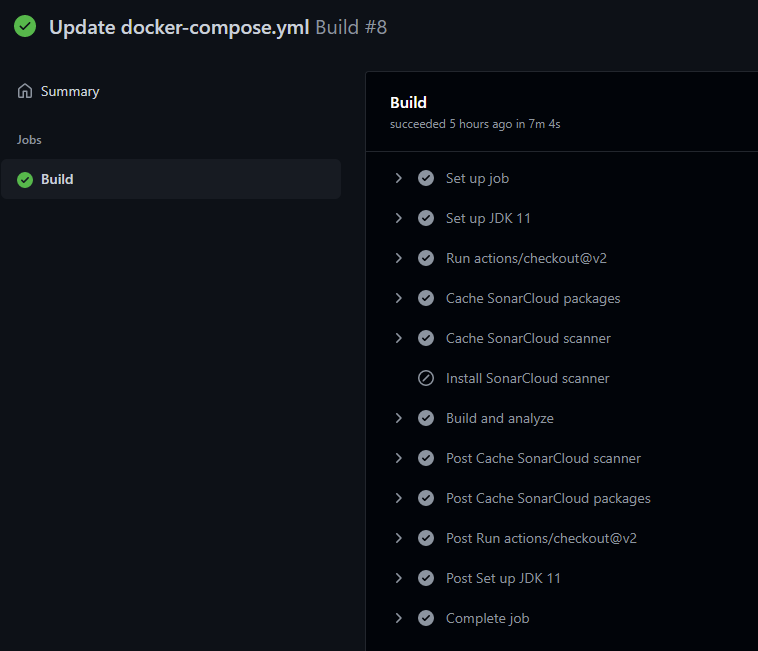 Update docker-compose.yml Build #8
Summary
Jobs
Build
Build
succeeded 5 hours ago in 7m 4s
Set up job
Set up JDK 11
Run actions/checkout@v2
Cache SonarCloud packages
Cache SonarCloud scanner
Install SonarCloud scanner
Build and analyze
Post Cache SonarCloud scanner
Post Cache SonarCloud packages
Post Run actions/checkout@v2
Post Set up JDK 11
Complete job